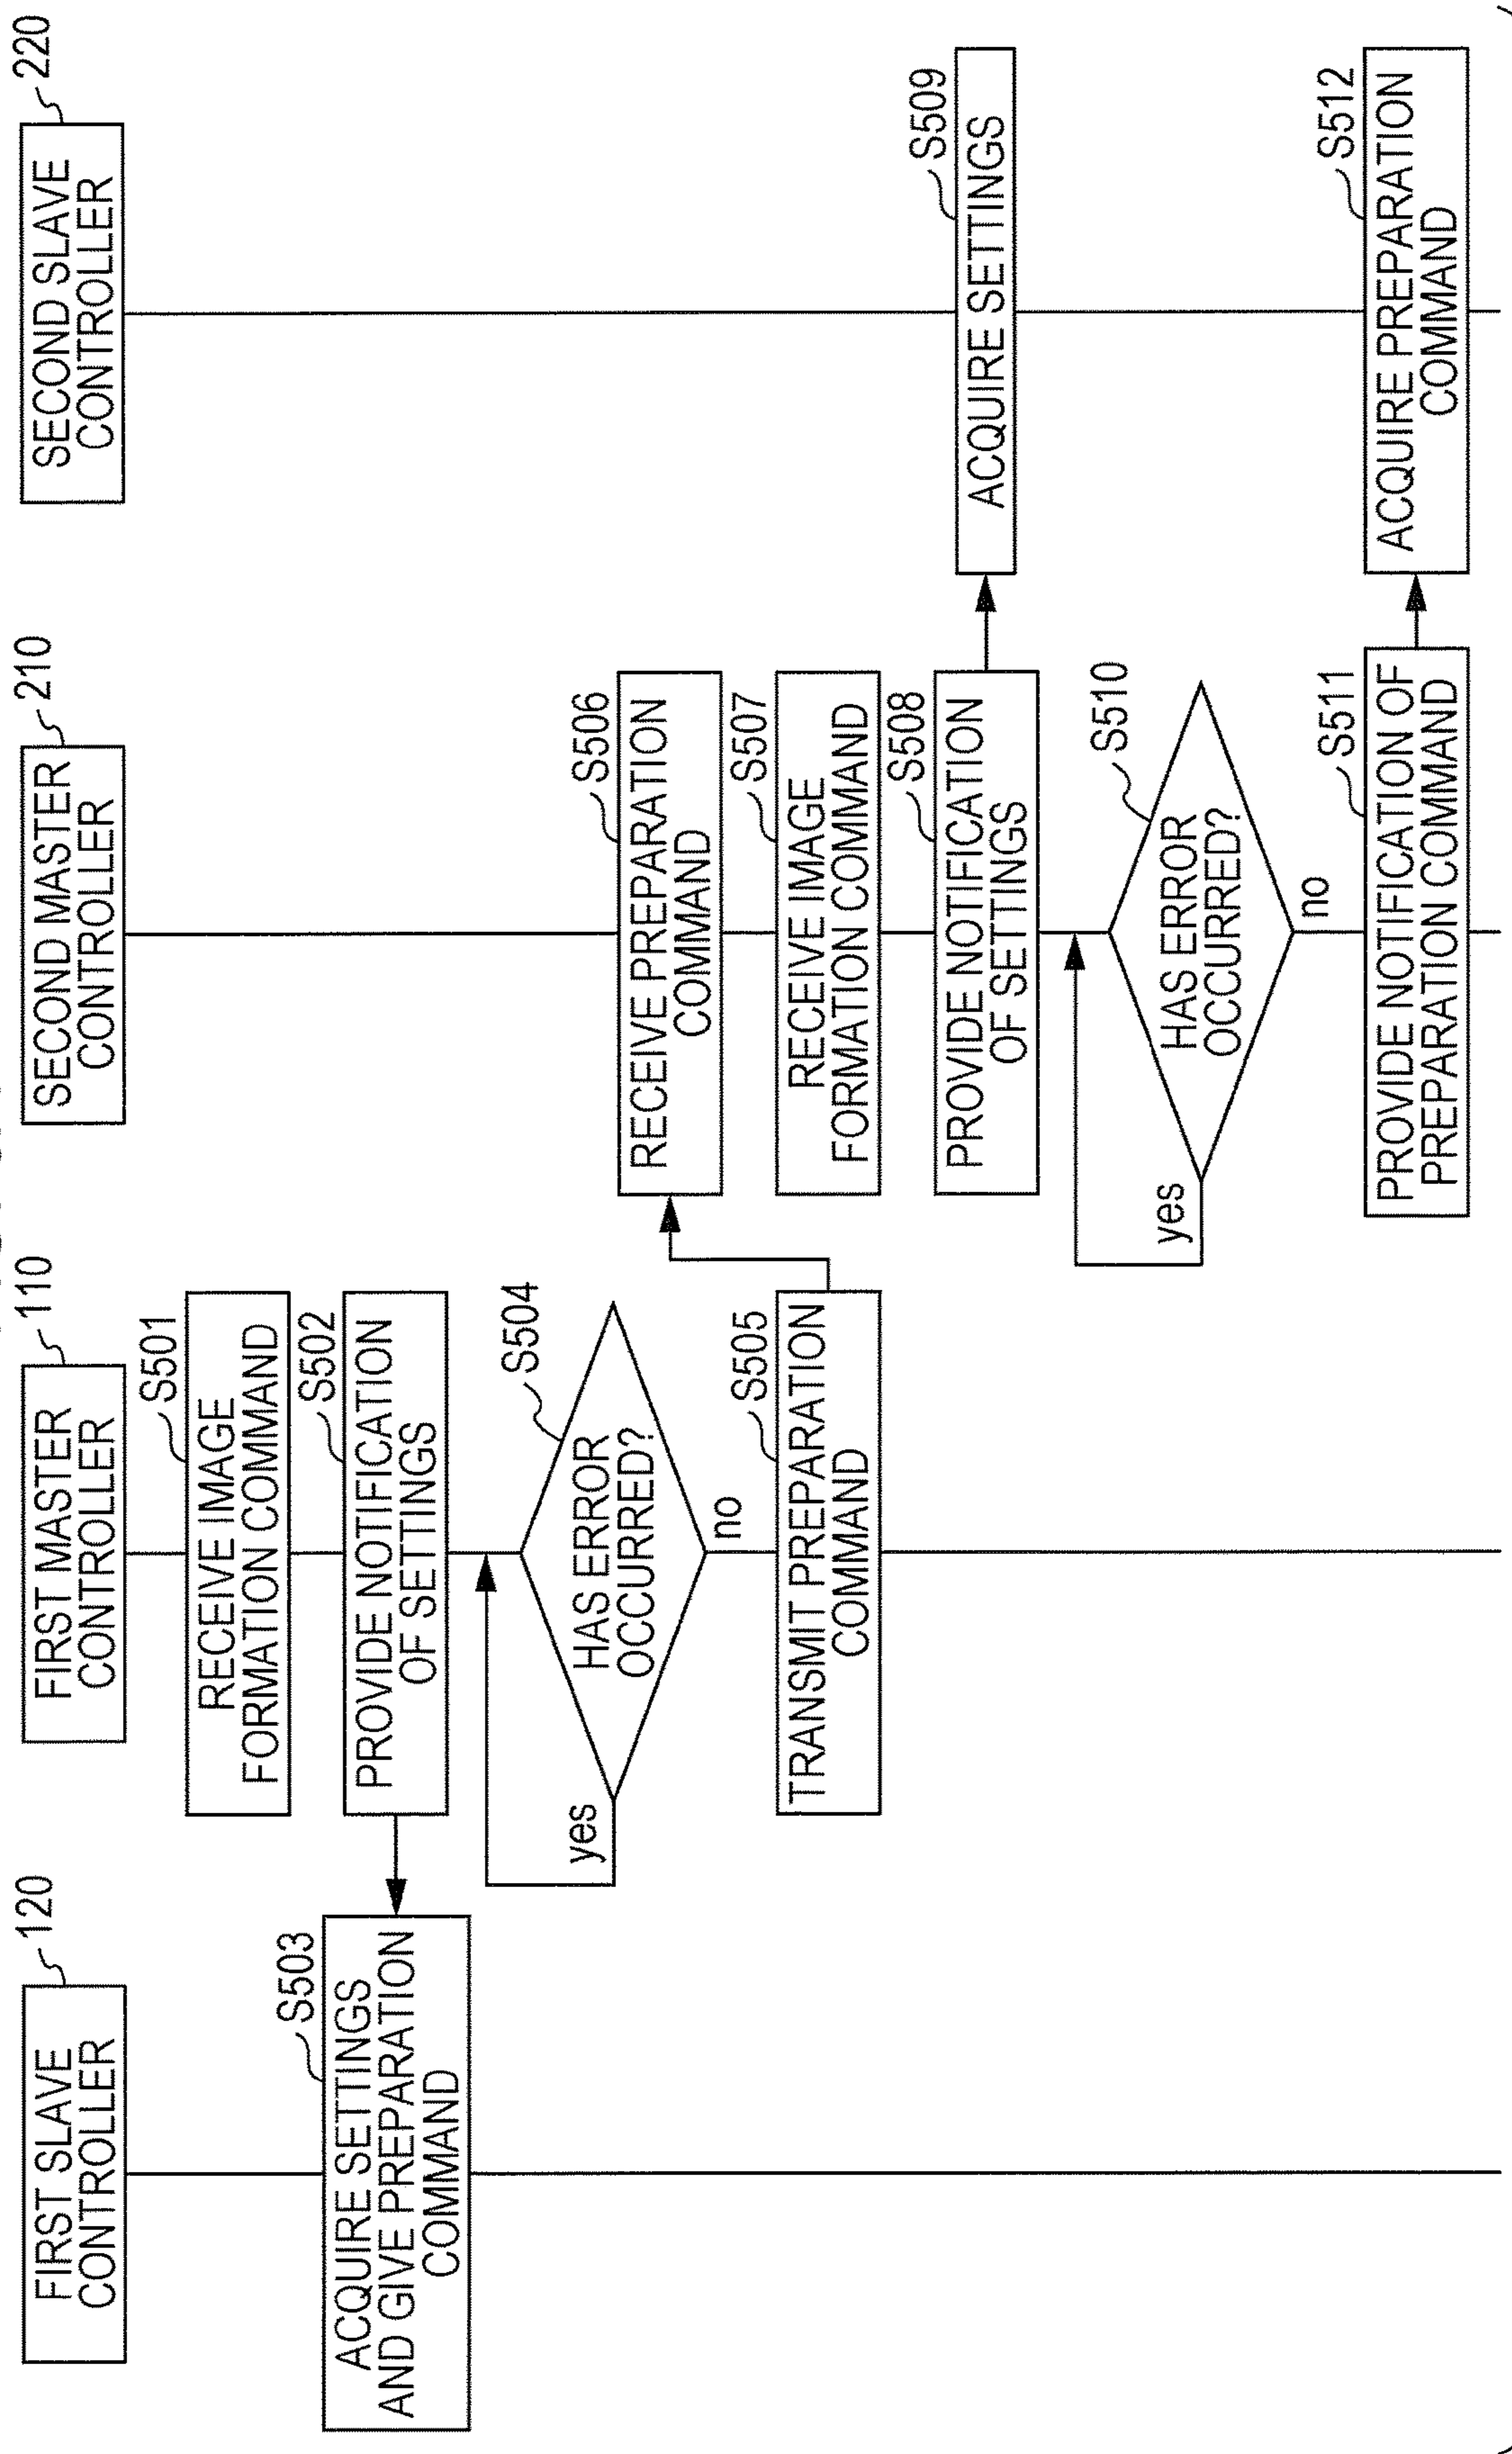 120
FIRST SLAVE
CONTROLLER
110
FIRST MASTER
CONTROLLER
210
SECOND MASTER
CONTROLLER
220
SECOND SLAVE
CONTROLLER
S501
RECEIVE IMAGE
FORMATION COMMAND
S502
PROVIDE NOTIFICATION
OF SETTINGS
S503
ACQUIRE SETTINGS
AND GIVE PREPARATION
COMMAND
S504
HAS ERROR
OCCURRED?
yes
no
S505
TRANSMIT PREPARATION
COMMAND
S506
RECEIVE PREPARATION
COMMAND
S507
RECEIVE IMAGE
FORMATION COMMAND
S508
PROVIDE NOTIFICATION
OF SETTINGS
S509
ACQUIRE SETTINGS
S510
HAS ERROR
OCCURRED?
yes
no
S511
PROVIDE NOTIFICATION OF
PREPARATION COMMAND
S512
ACQUIRE PREPARATION
COMMAND